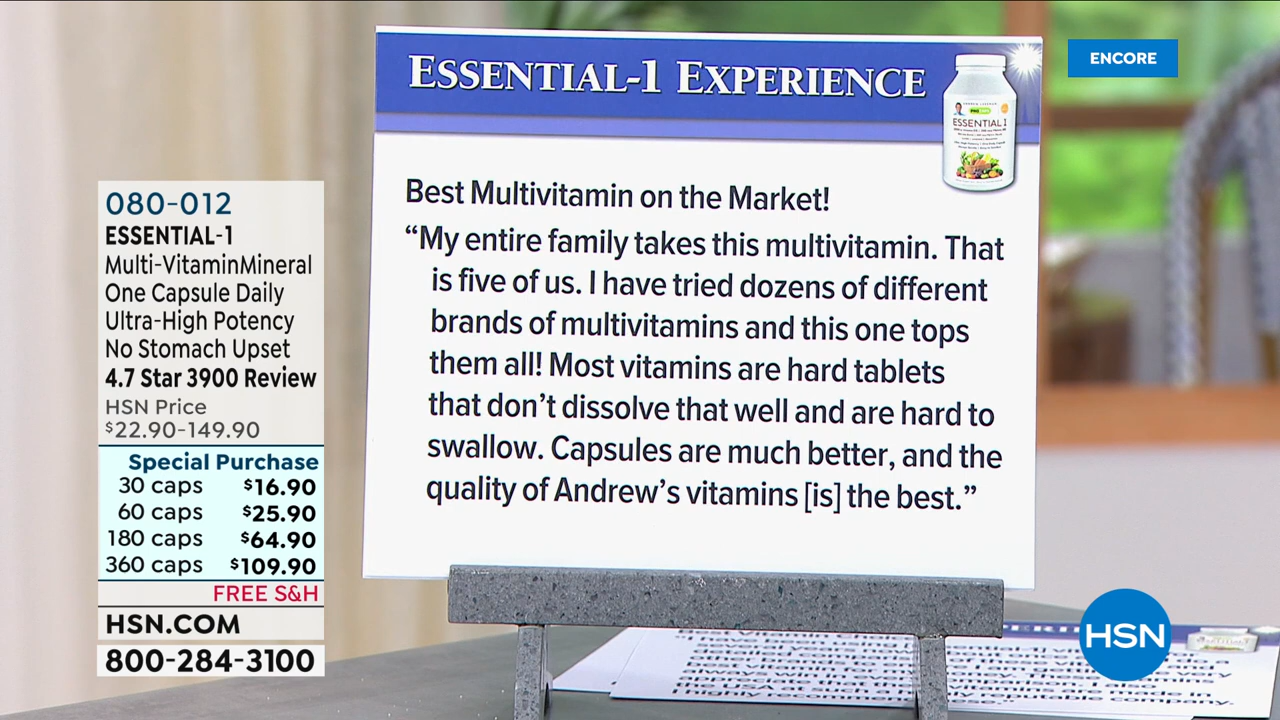 ENCORE
ESSENTIAL-1 EXPERIENCE
ESSENTIAL 1
Best Multivitamin on the Market!
“My entire family takes this multivitamin. That
is five of us. I have tried dozens of different
brands of multivitamins and this one tops
them all! Most vitamins are hard tablets
that don’t dissolve that well and are hard to
swallow. Capsules are much better, and the
quality of Andrew’s vitamins [is] the best.”
080-012
ESSENTIAL-1
Multi-VitaminMineral
One Capsule Daily
Ultra-High Potency
No Stomach Upset
4.7 Star 3900 Review
HSN Price
$22.90-149.90
Special Purchase
30 caps $16.90
60 caps $25.90
180 caps $64.90
360 caps $109.90
FREE S&H
HSN.COM
800-284-3100
HSN